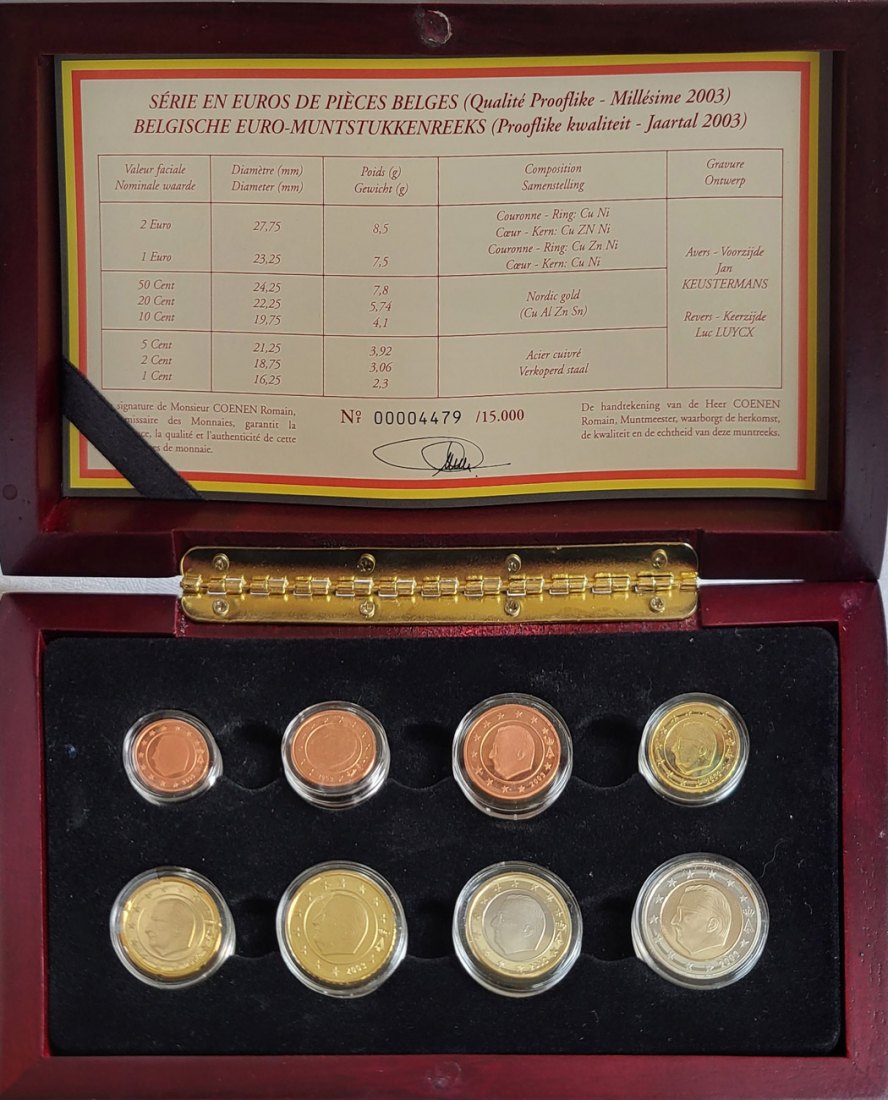 SÉRIE EN EUROS DE PIÈCES BELGES (Qualité Prooflike - Millésime 2003)
BELGISCHE EURO-MUNTSTUKKENREEKS (Prooflike kwaliteit - Jaartal 2003)
Valeur faciale Diamètre (mm) Poids (g) Composition Gravure
Nominale waarde Diameter (mm) Gewicht (g) Samenstelling Ontwerp
2 Euro 27,75 8,5 Couronne - Ring: Cu Ni
Cœur - Kern: Cu ZN Ni
1 Euro 23,25 7,5 Couronne - Ring: Cu Zn Ni
Cœur - Kern: Cu Ni
50 Cent 24,25 7,8 Nordic gold
20 Cent 22,25 5,74 (Cu Al Zn Sn)
10 Cent 19,75 4,1
5 Cent 21,25 3,92 Acier cuivré
2 Cent 18,75 3,06 Verkoperd staal
1 Cent 16,25 2,3
Avers - Voorzijde
Jan
KEUSTERMANS
Revers - Keerzijde
Luc LUYCX
signature de Monsieur COENEN Romain,
des Monnaies, garantit la
la qualité et l'authenticité de cette
de monnaie.
Nor 00004479 /15.000
De handtekening van de Heer COENEN
Romain, Muntmeester, waarborgt de herkomst,
de kwaliteit en de echtheid van deze muntreeks.
2003
2003
2003